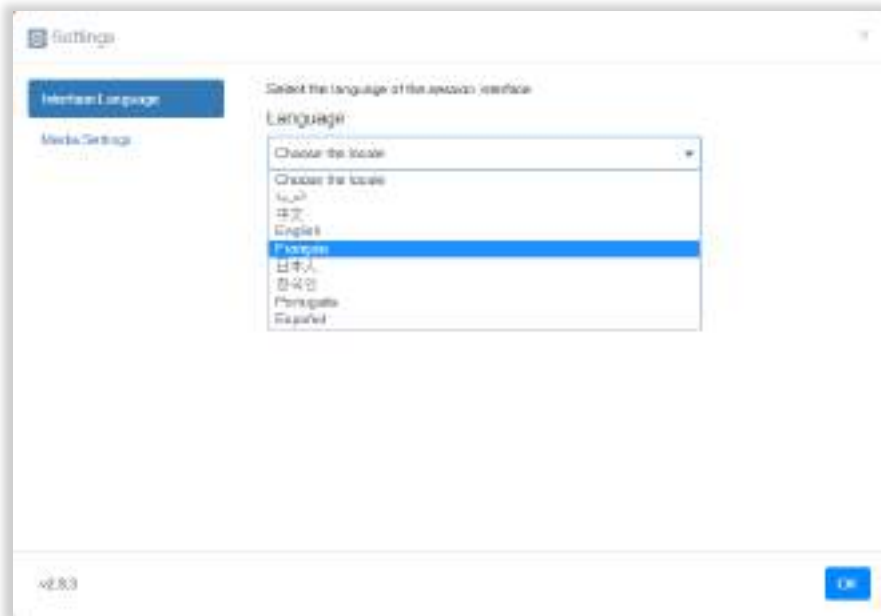 Settings
Interface Language
Media Settings
Select the language of the session interface
Language
Choose the locale
Choose the locale
العربية
中文
English
Français
日本人
한국인
Português
Español
v2.8.3
OK